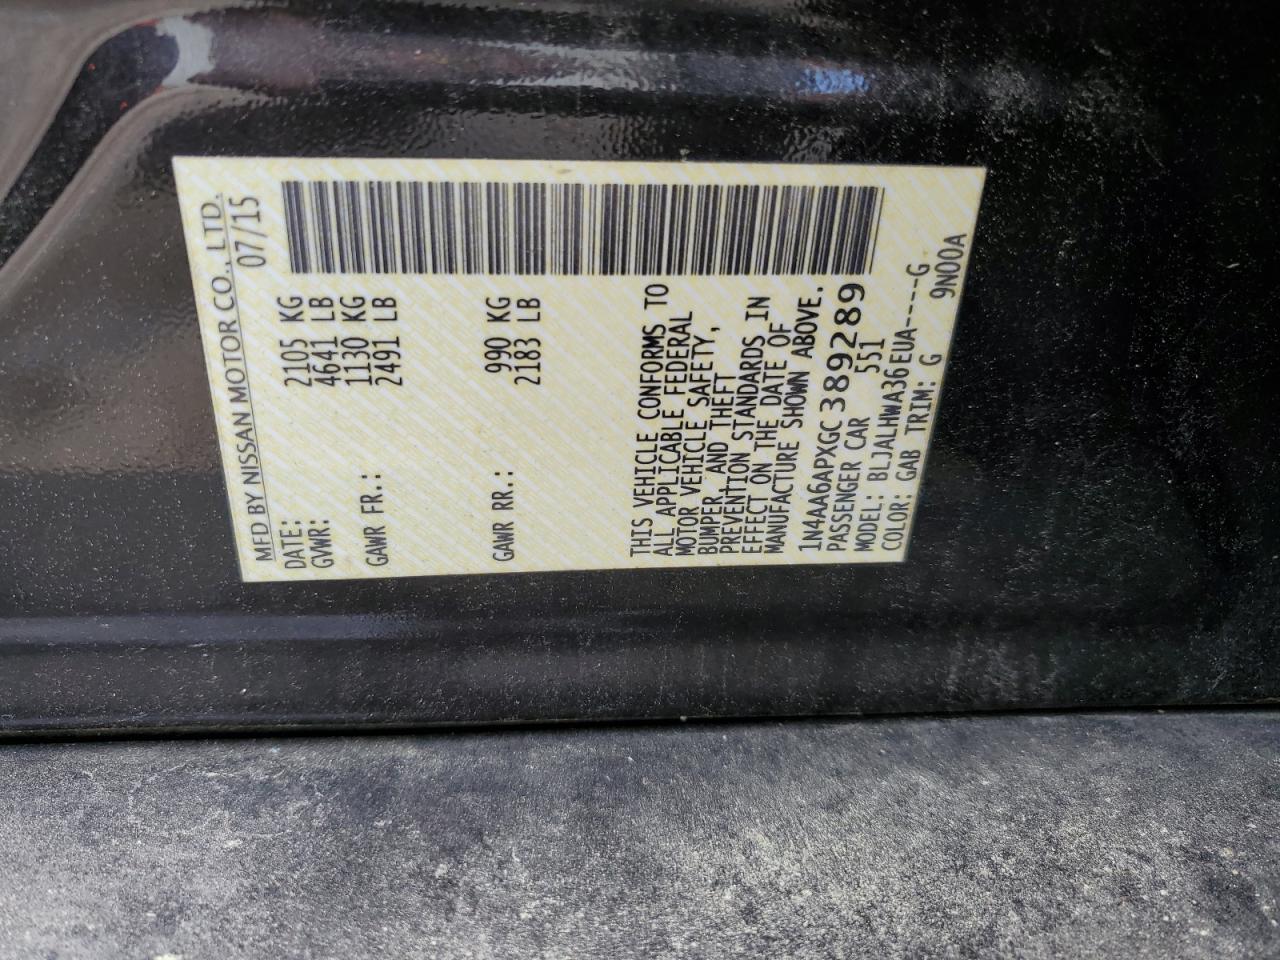 MFD BY NISSAN MOTOR CO., LTD.
DATE: 07/15
GVWR: 2105 KG
4641 LB
GAWR FR.: 1130 KG
2491 LB
GAWR RR.: 990 KG
2183 LB
THIS VEHICLE CONFORMS TO
ALL APPLICABLE FEDERAL
MOTOR VEHICLE SAFETY,
BUMPER, AND THEFT
PREVENTION STANDARDS IN
EFFECT ON THE DATE OF
MANUFACTURE SHOWN ABOVE.
1N4AA6APXGC389289
PASSENGER CAR 551
MODEL: BLJALHWA36EUA-----G
COLOR: GAB TRIM: G 9N00A